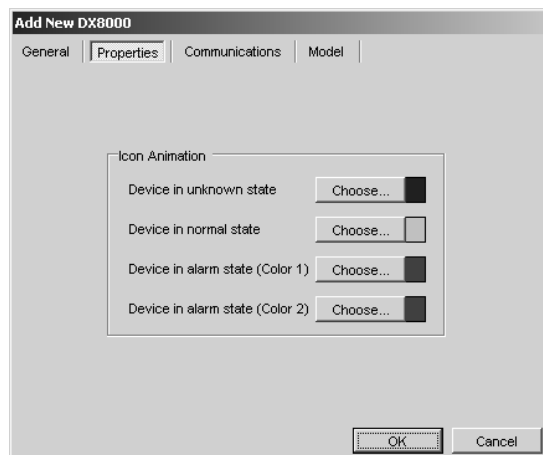 Add New DX8000
General Properties Communications Model
Icon Animation
Device in unknown state Choose...
Device in normal state Choose...
Device in alarm state (Color 1) Choose...
Device in alarm state (Color 2) Choose...
OK Cancel